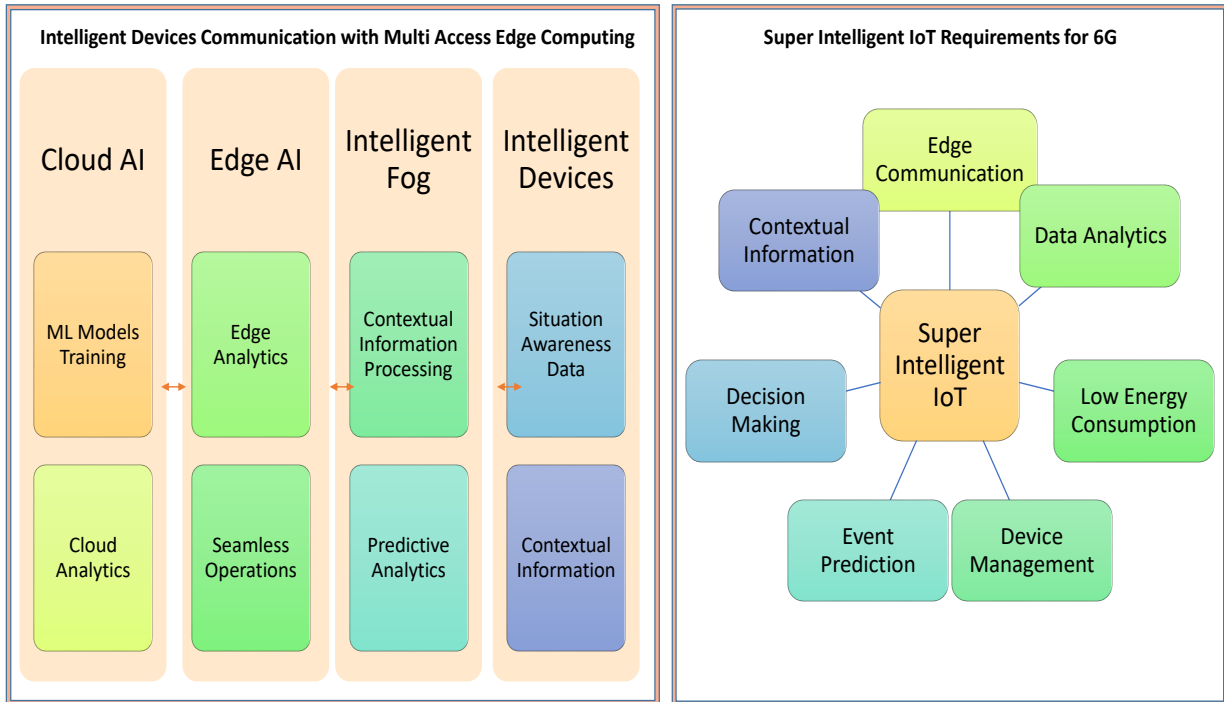 Intelligent Devices Communication with Multi Access Edge Computing
Cloud AI
ML Models
Training
Cloud
Analytics
Edge AI
Edge
Analytics
Seamless
Operations
Intelligent
Fog
Contextual
Information
Processing
Predictive
Analytics
Intelligent
Devices
Situation
Awareness
Data
Contextual
Information
Super Intelligent IoT Requirements for 6G
Edge
Communication
Data Analytics
Low Energy
Consumption
Device
Management
Event
Prediction
Decision
Making
Contextual
Information
Super
Intelligent
IoT